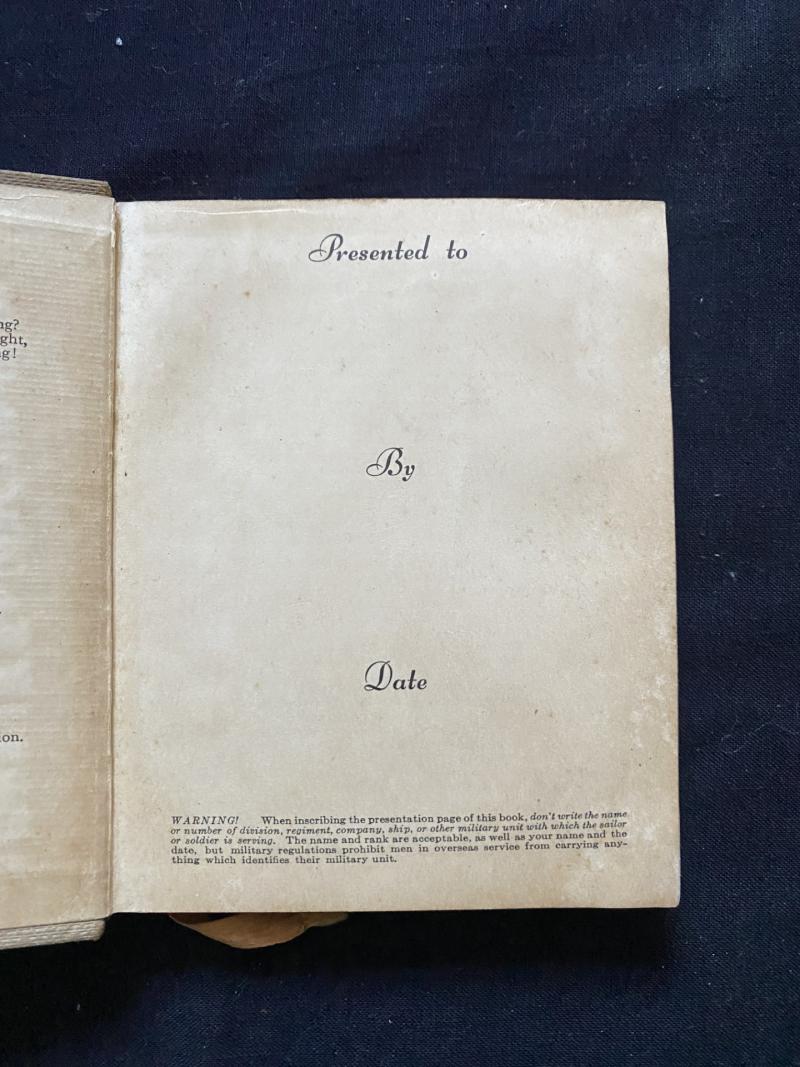 ng?
ght,
g!
ion.
Presented to
By
Date
WARNING! When inscribing the presentation page of this book, don't write the name
or number of division, regiment, company, ship, or other military unit with which the sailor
or soldier is serving. The name and rank are acceptable, as well as your name and the
date, but military regulations prohibit men in overseas service from carrying any-
thing which identifies their military unit.